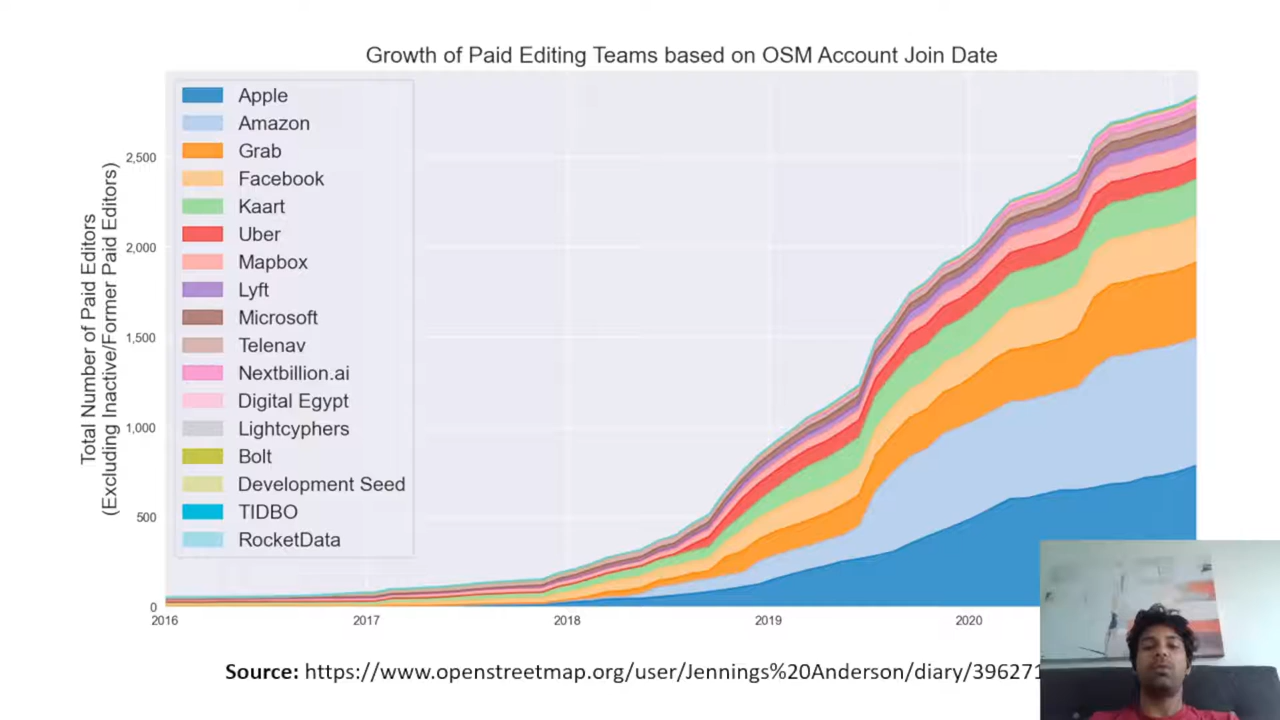 Growth of Paid Editing Teams based on OSM Account Join Date
Total Number of Paid Editors
(Excluding Inactive/Former Paid Editors)
Apple
Amazon
Grab
Facebook
Kaart
Uber
Mapbox
Lyft
Microsoft
Telenav
Nextbillion.ai
Digital Egypt
Lightcyphers
Bolt
Development Seed
TIDBO
RocketData
2,500
2,000
1,500
1,000
500
0
2016
2017
2018
2019
2020
Source: https://www.openstreetmap.org/user/Jennings%20Anderson/diary/396271